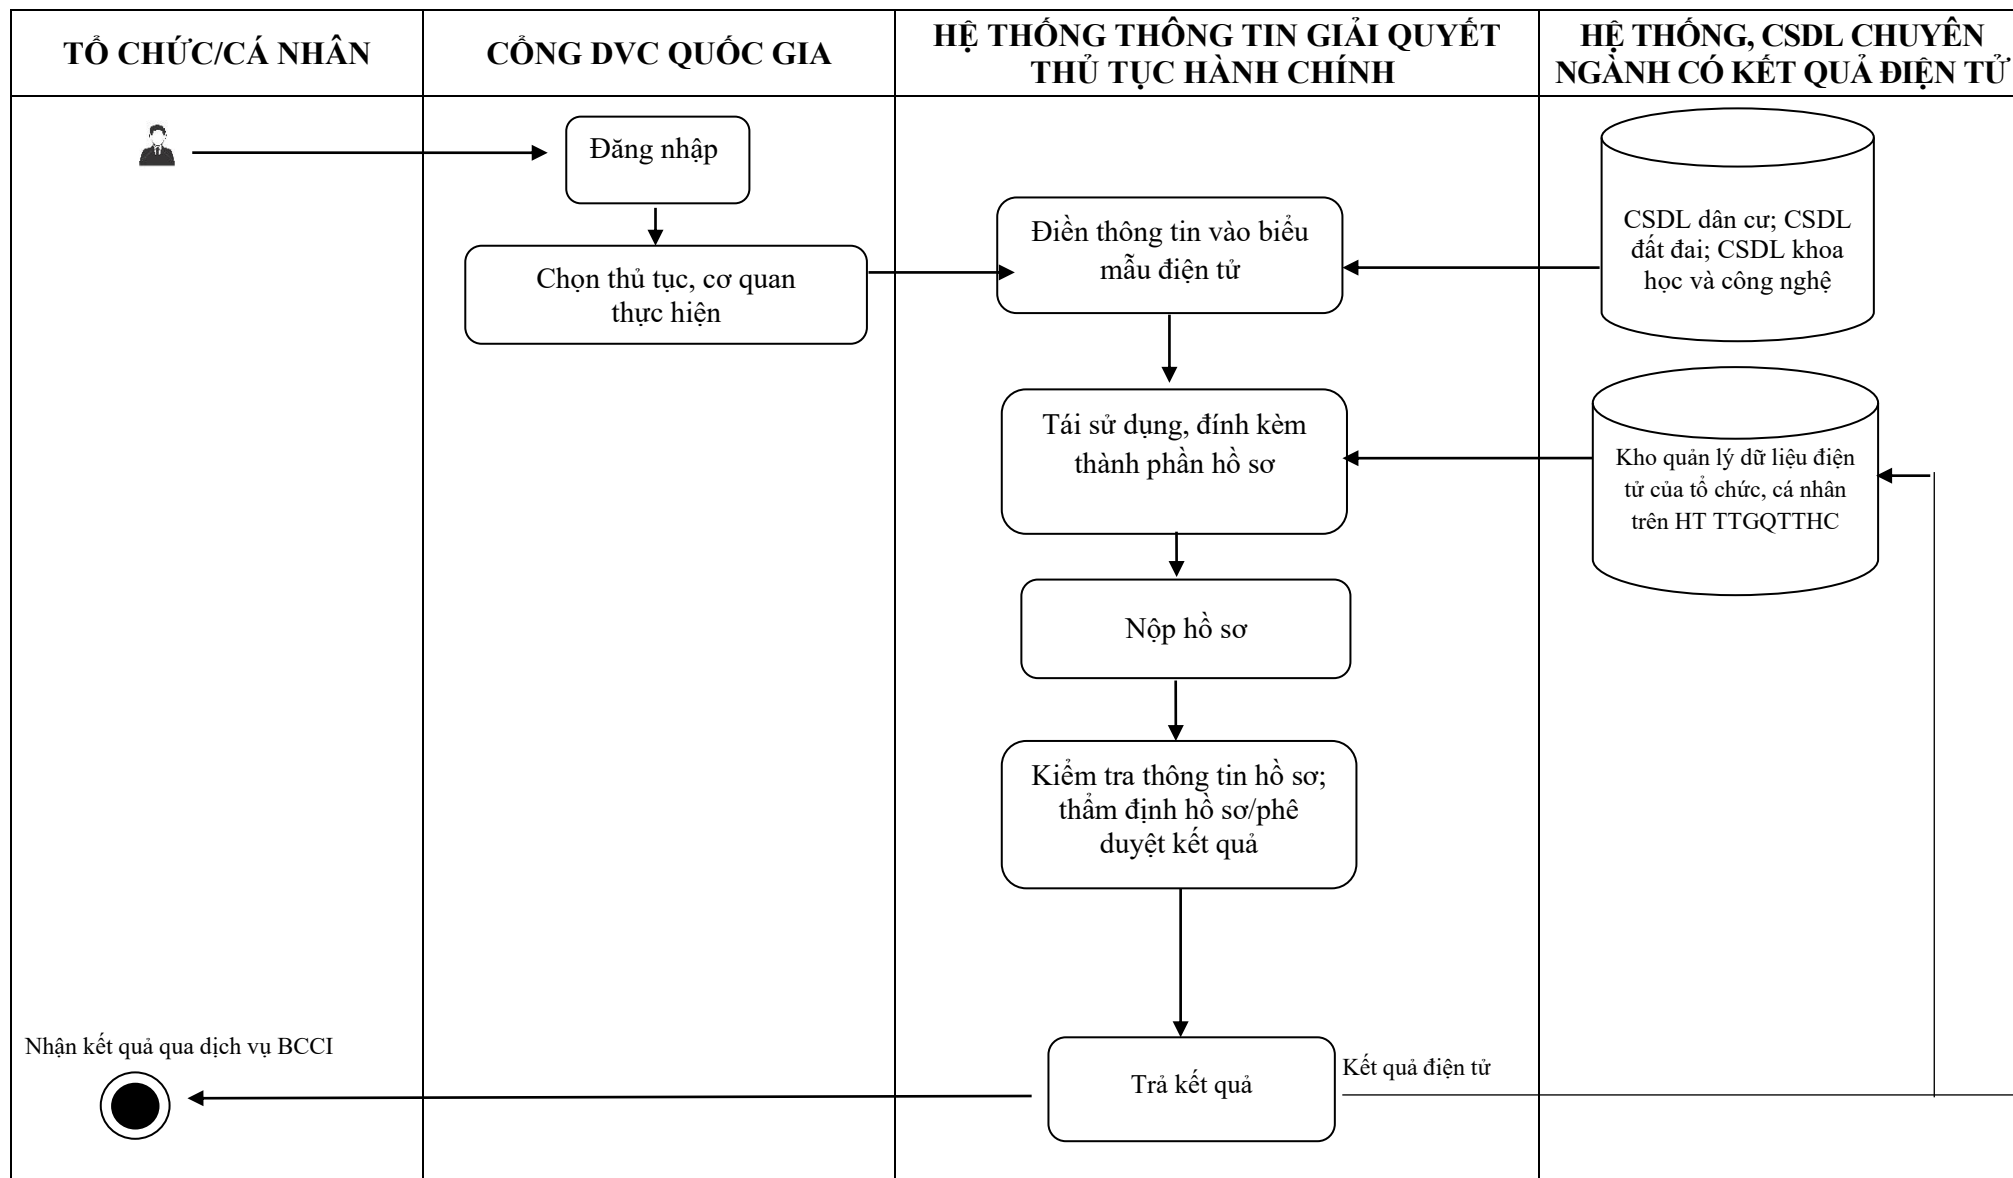 TỔ CHỨC/CÁ NHÂN
CỔNG DVC QUỐC GIA
HỆ THỐNG THÔNG TIN GIẢI QUYẾT
THỦ TỤC HÀNH CHÍNH
HỆ THỐNG, CSDL CHUYÊN
NGÀNH CÓ KẾT QUẢ ĐIỆN TỬ
Đăng nhập
Chọn thủ tục, cơ quan
thực hiện
Điền thông tin vào biểu
mẫu điện tử
CSDL dân cư; CSDL
đất đai; CSDL khoa
học và công nghệ
Tái sử dụng, đính kèm
thành phần hồ sơ
Kho quản lý dữ liệu điện
tử của tổ chức, cá nhân
trên HT TTGQTTHC
Nộp hồ sơ
Kiểm tra thông tin hồ sơ;
thẩm định hồ sơ/phê
duyệt kết quả
Nhận kết quả qua dịch vụ BCCI
Trả kết quả
Kết quả điện tử